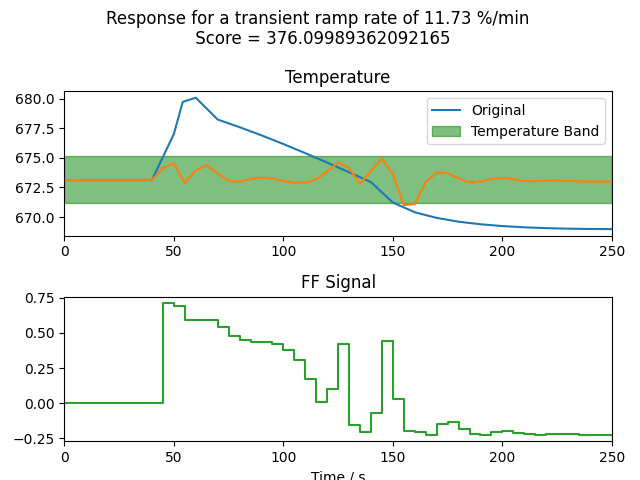 Response for a transient ramp rate of 11.73 %/min
Score = 376.09989362092165
Temperature
680.0
677.5
675.0
672.5
670.0
Original
Temperature Band
0 50 100 150 200 250
FF Signal
0.75
0.50
0.25
0.00
−0.25
0 50 100 150 200 250
Time / s